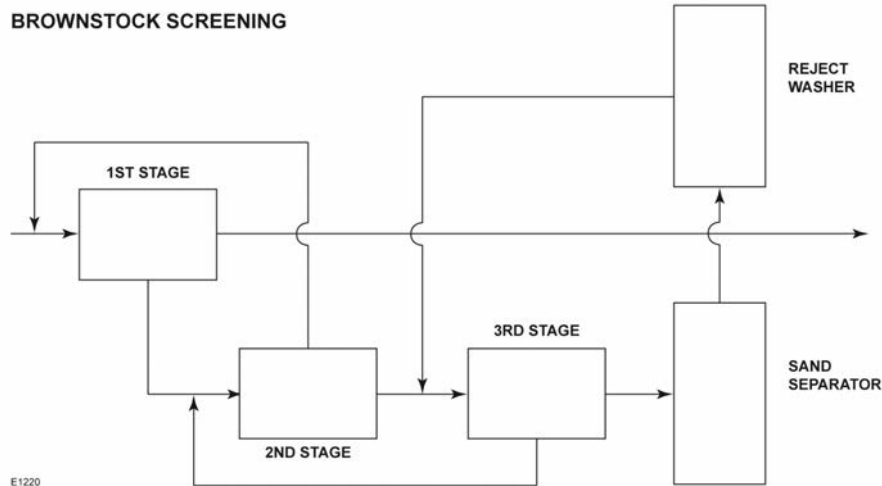 BROWNSTOCK SCREENING
REJECT
WASHER
1ST STAGE
3RD STAGE
SAND
SEPARATOR
2ND STAGE
E1220